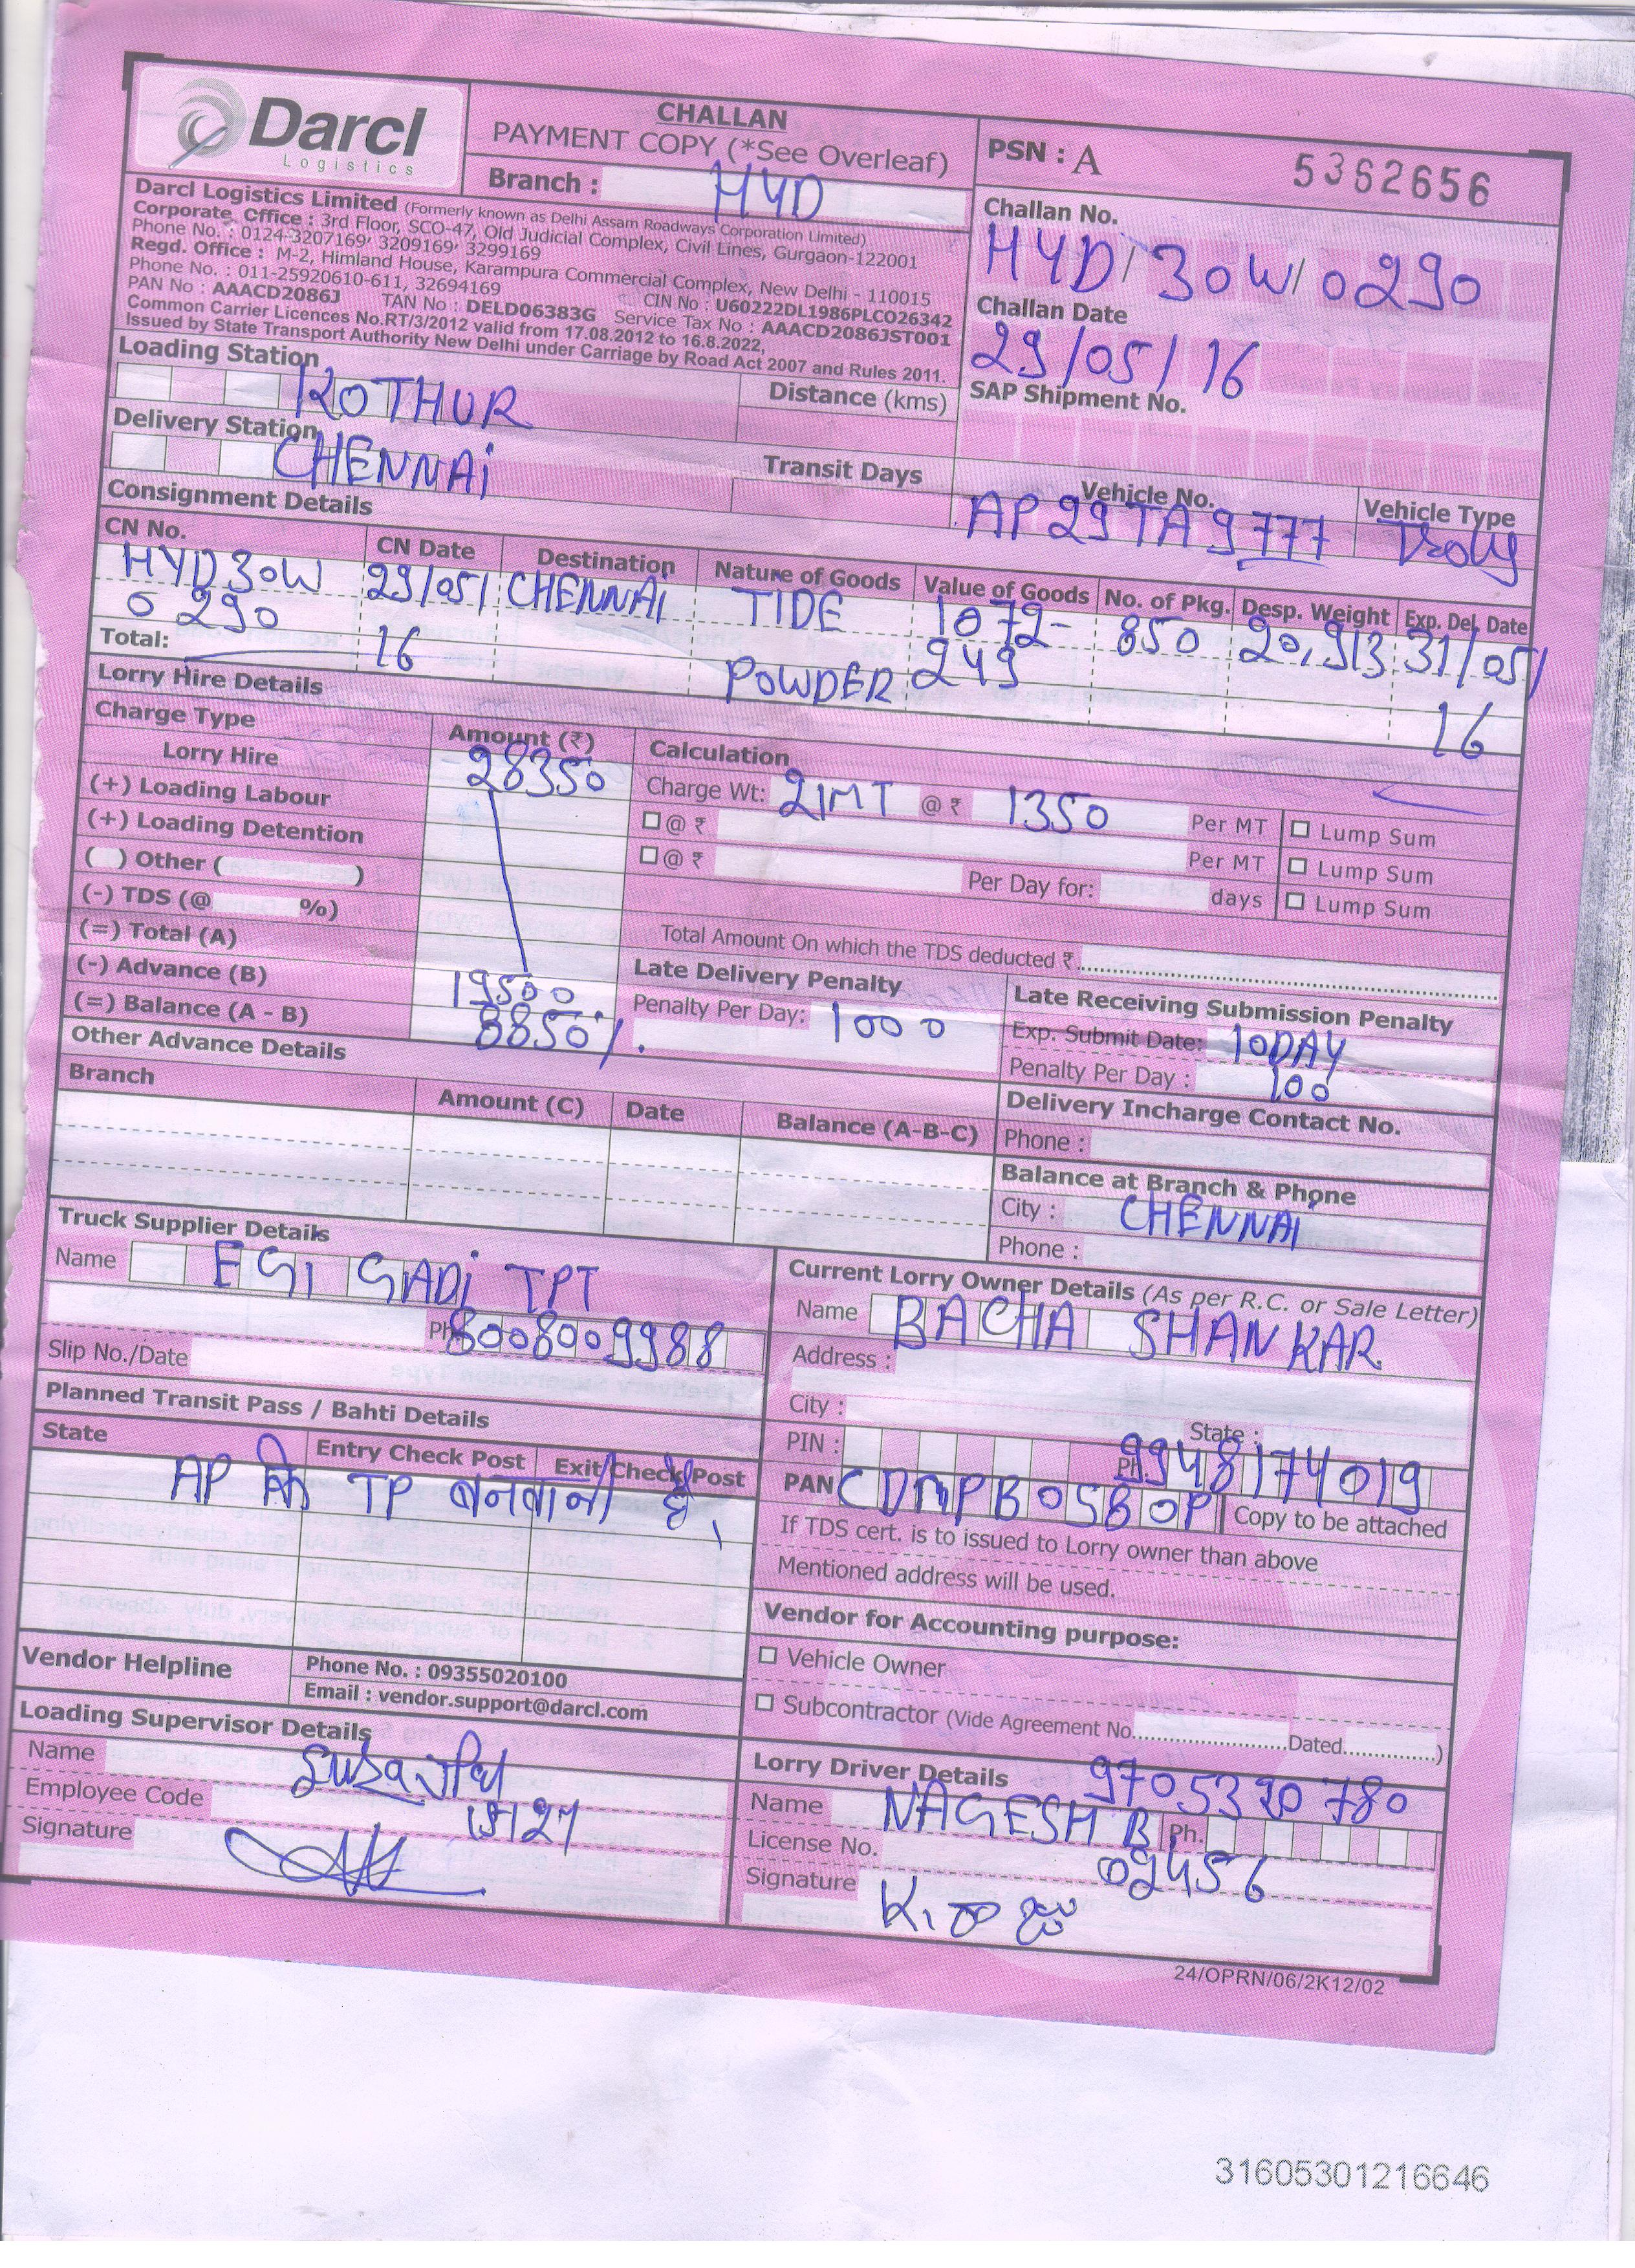 Darcl
Logistics
CHALLAN
PAYMENT COPY (*See Overleaf)
Branch : HYD
PSN : A 5362656
Darcl Logistics Limited (Formerly known as Delhi Assam Roadways Corporation Limited)
Corporate Office : 3rd Floor, SCO-47, Old Judicial Complex, Civil Lines, Gurgaon-122001
Phone No. : 0124-3207169, 3209169, 3299169
Regd. Office : M-2, Himland House, Karampura Commercial Complex, New Delhi - 110015
Phone No. : 011-25920610-611, 32694169
PAN No : AAACD2086J TAN No : DELD06383G CIN No : U60222DL1986PLCO26342
Common Carrier Licences No.RT/3/2012 valid from 17.08.2012 to 16.8.2022, Service Tax No : AAACD2086JST001
Issued by State Transport Authority New Delhi under Carriage by Road Act 2007 and Rules 2011.
Challan No.
HYD/30W/0290
Challan Date
29/05/16
SAP Shipment No.
Loading Station KOTHUR
Distance (kms)
Delivery Station CHENNAi
Transit Days
Vehicle No. Vehicle Type
AP29TA9777 Troly
Consignment Details
CN No. CN Date Destination Nature of Goods Value of Goods No. of Pkg. Desp. Weight Exp. Del. Date
HYD30W 29/05/ CHENNAi TIDE 1072- 850 20,913 31/05/
0290 16 POWDER 249 16
Total:
Lorry Hire Details
Charge Type Amount (₹) Calculation
Lorry Hire 28350 Charge Wt: 21MT @ ₹ 1350 Per MT Lump Sum
(+) Loading Labour @ ₹ Per MT Lump Sum
(+) Loading Detention @ ₹ Per Day for: days Lump Sum
( ) Other ( )
(-) TDS (@ %) Total Amount On which the TDS deducted ₹
(=) Total (A)
(-) Advance (B) 19500
(=) Balance (A - B) 8850/.
Late Delivery Penalty
Penalty Per Day: 1000
Late Receiving Submission Penalty
Exp. Submit Date: 10DAY
Penalty Per Day : 100
Other Advance Details
Branch Amount (C) Date Balance (A-B-C)
Delivery Incharge Contact No.
Phone :
Balance at Branch & Phone
City : CHENNAi
Phone :
Truck Supplier Details
Name EGI GADi TPT
Ph 8008009988
Slip No./Date
Current Lorry Owner Details (As per R.C. or Sale Letter)
Name BACHA SHANKAR
Address :
City :
State :
PIN : Ph. 9948174019
PAN CDMPB0580P Copy to be attached
If TDS cert. is to issued to Lorry owner than above
Mentioned address will be used.
Planned Transit Pass / Bahti Details
State Entry Check Post Exit Check Post
AP कि TP बनवाना है,
Vendor for Accounting purpose:
Vehicle Owner
Subcontractor (Vide Agreement No. Dated )
Vendor Helpline
Phone No. : 09355020100
Email : vendor.support@darcl.com
Loading Supervisor Details
Name
Employee Code
Signature
Lorry Driver Details 9705320780
Name NAGESH B Ph.
License No. 09456
Signature
24/OPRN/06/2K12/02
31605301216646